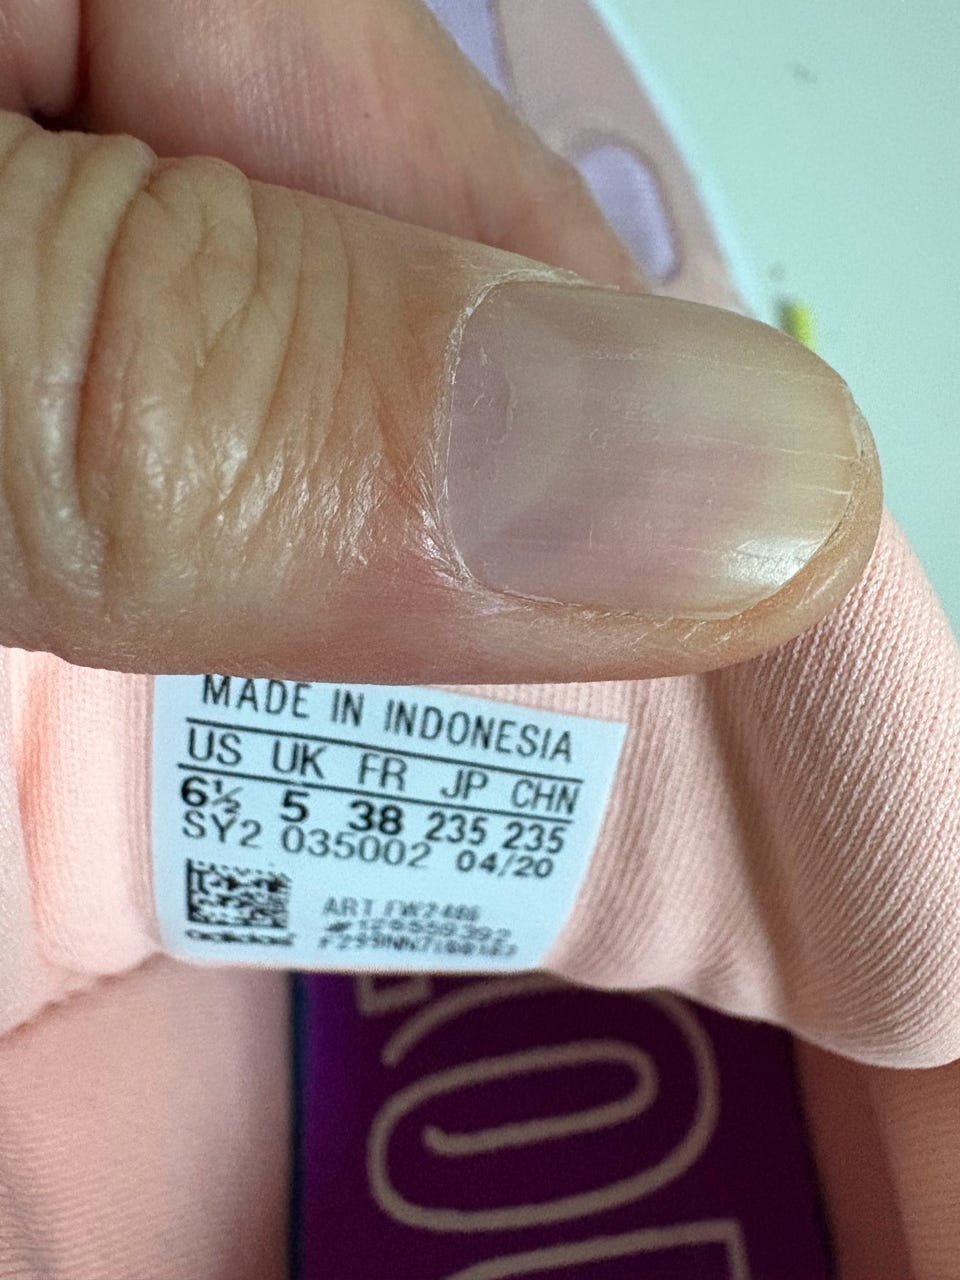 MADE IN INDONESIA
US UK FR JP CHN
6½ 5 38 235 235
SY2 035002 04/20
adidas
ART.